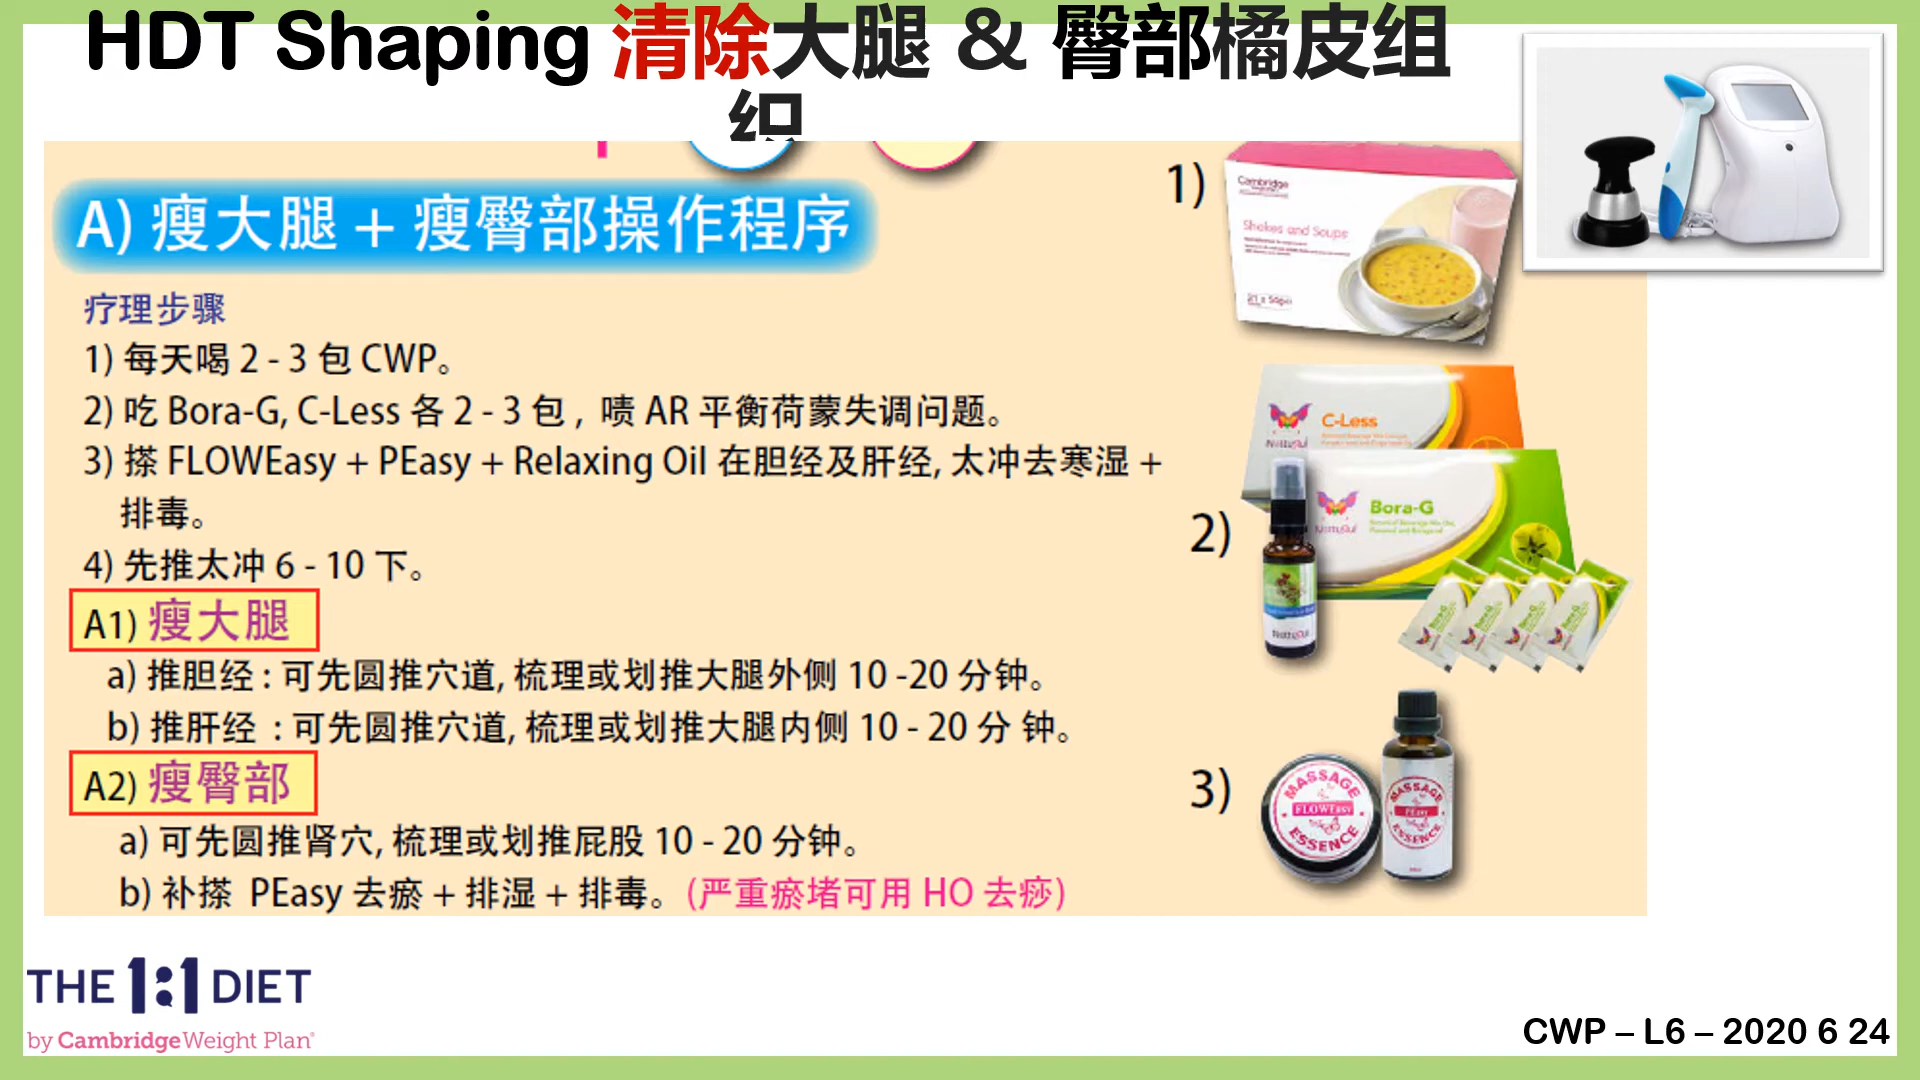 HDT Shaping 清除大腿 & 臀部橘皮组
织
A) 瘦大腿 + 瘦臀部操作程序
疗理步骤
1) 每天喝 2 - 3 包 CWP。
2) 吃 Bora-G, C-Less 各 2 - 3 包 , 啧 AR 平衡荷蒙失调问题。
3) 搽 FLOWEasy + PEasy + Relaxing Oil 在胆经及肝经, 太冲去寒湿 +
排毒。
4) 先推太冲 6 - 10 下。
A1) 瘦大腿
a) 推胆经 : 可先圆推穴道, 梳理或划推大腿外侧 10 -20 分钟。
b) 推肝经 : 可先圆推穴道, 梳理或划推大腿内侧 10 - 20 分 钟。
A2) 瘦臀部
a) 可先圆推肾穴, 梳理或划推屁股 10 - 20 分钟。
b) 补搽 PEasy 去瘀 + 排湿 + 排毒。(严重瘀堵可用 HO 去痧)
1)
Cambridge
Shakes and Soups
2)
C-Less
Bora-G
Bora-G
Bora-G
Bora-G
Bora-G
3)
MASSAGE
FLOWEasy
ESSENCE
MASSAGE
PEasy
ESSENCE
THE 1:1 DIET
by Cambridge Weight Plan
CWP – L6 – 2020 6 24